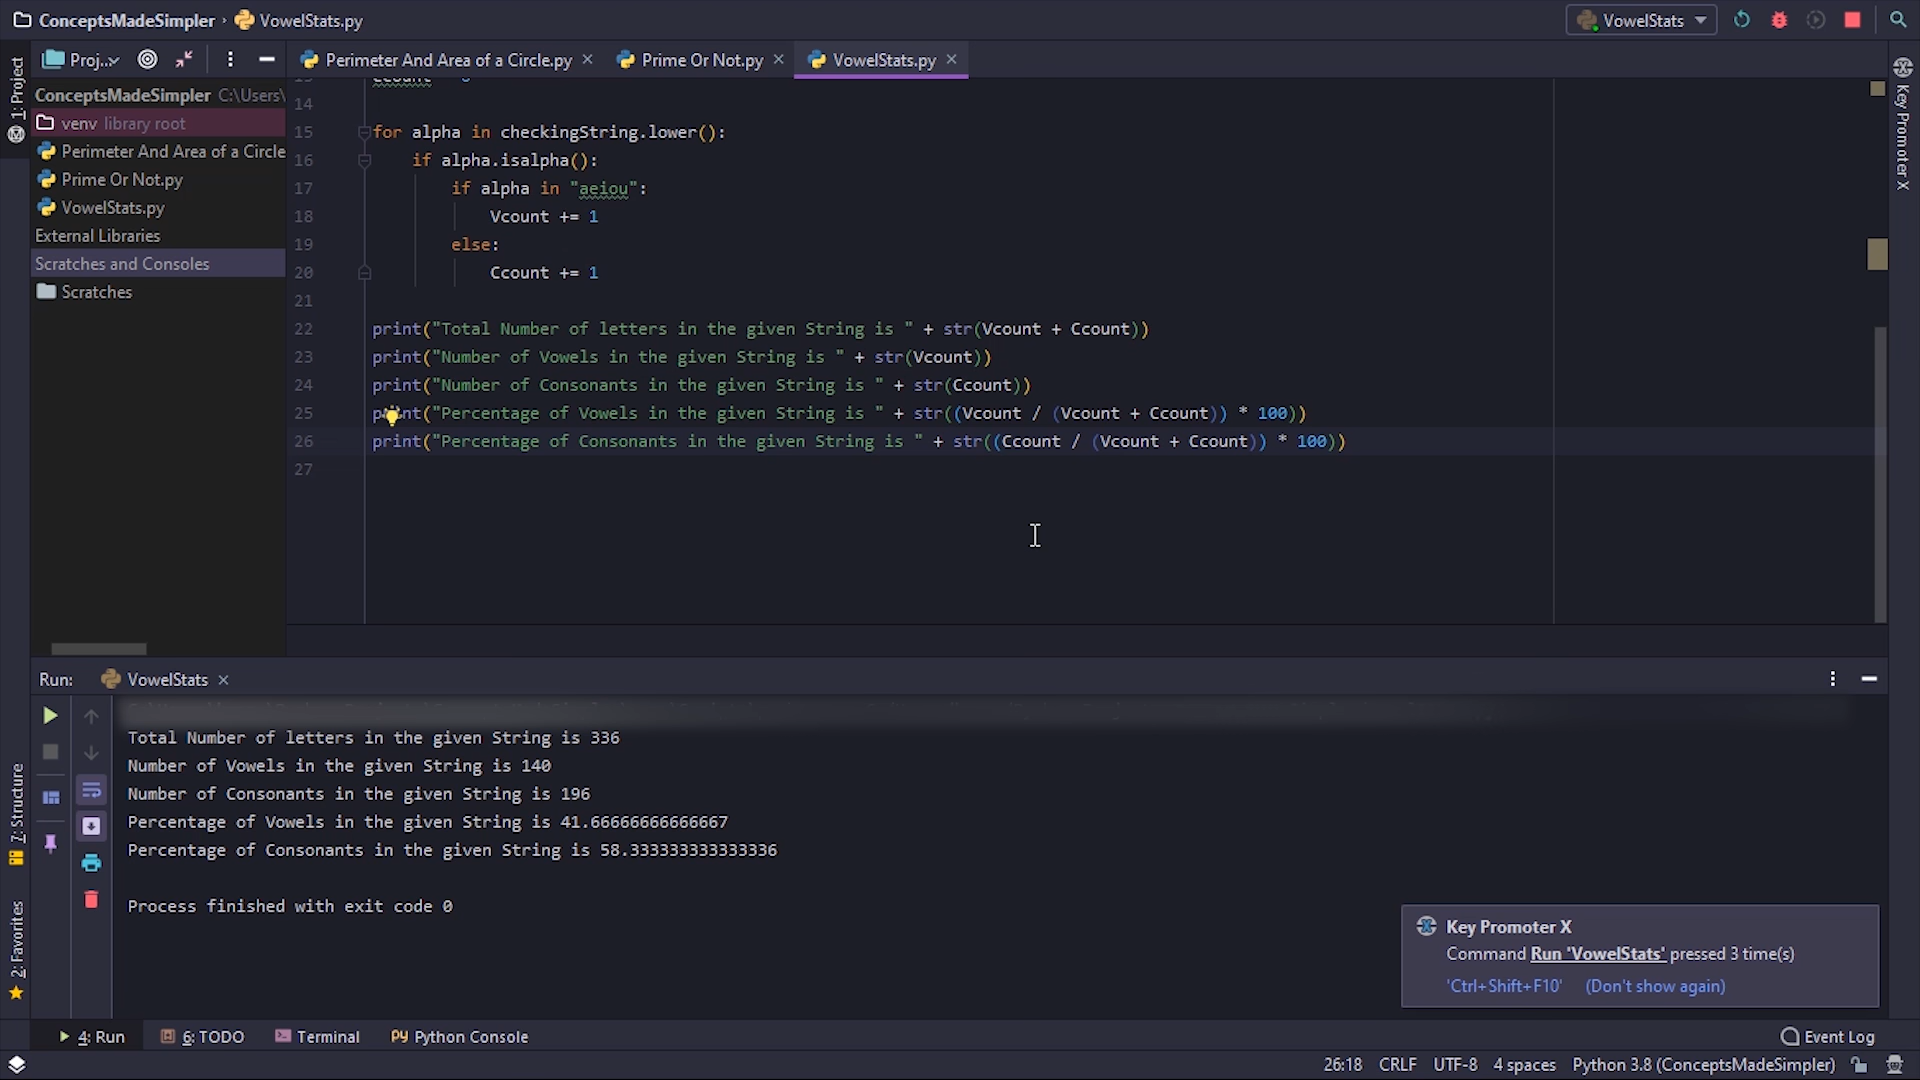 ConceptsMadeSimpler › VowelStats.py
VowelStats
1: Project
Proj..
Perimeter And Area of a Circle.py
Prime Or Not.py
VowelStats.py
Key Promoter X
ConceptsMadeSimpler C:\Users\
venv library root
Perimeter And Area of a Circle
Prime Or Not.py
VowelStats.py
External Libraries
Scratches and Consoles
Scratches
14
15 for alpha in checkingString.lower():
16 if alpha.isalpha():
17 if alpha in "aeiou":
18 Vcount += 1
19 else:
20 Ccount += 1
21
22 print("Total Number of letters in the given String is " + str(Vcount + Ccount))
23 print("Number of Vowels in the given String is " + str(Vcount))
24 print("Number of Consonants in the given String is " + str(Ccount))
25 print("Percentage of Vowels in the given String is " + str((Vcount / (Vcount + Ccount)) * 100))
26 print("Percentage of Consonants in the given String is " + str((Ccount / (Vcount + Ccount)) * 100))
27
Run: VowelStats
Total Number of letters in the given String is 336
Number of Vowels in the given String is 140
Number of Consonants in the given String is 196
Percentage of Vowels in the given String is 41.66666666666667
Percentage of Consonants in the given String is 58.333333333333336
Process finished with exit code 0
7: Structure
2: Favorites
Key Promoter X
Command Run 'VowelStats' pressed 3 time(s)
'Ctrl+Shift+F10' (Don't show again)
4: Run 6: TODO Terminal Python Console Event Log
26:18 CRLF UTF-8 4 spaces Python 3.8 (ConceptsMadeSimpler)